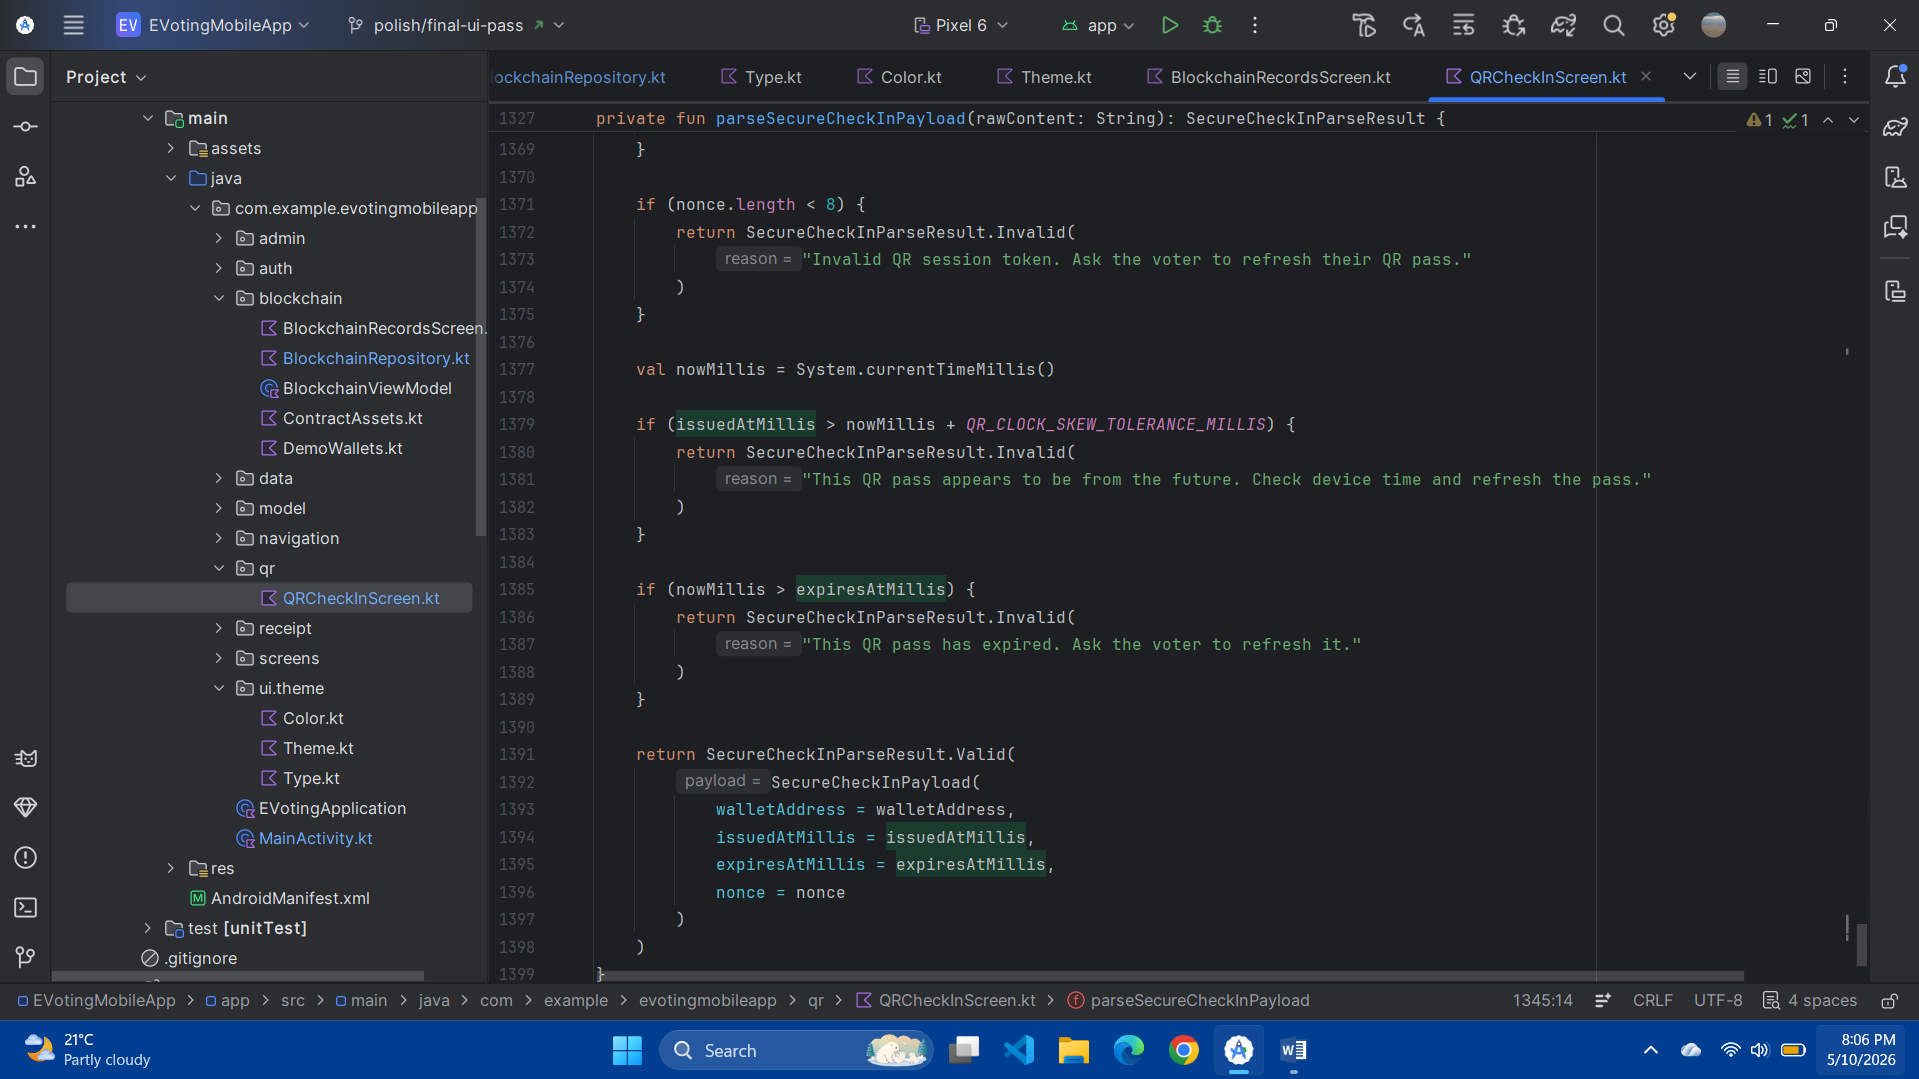 EV EVotingMobileApp polish/final-ui-pass Pixel 6 app
Project
ockchainRepository.kt Type.kt Color.kt Theme.kt BlockchainRecordsScreen.kt QRCheckInScreen.kt
main
assets
java
com.example.evotingmobileapp
admin
auth
blockchain
BlockchainRecordsScreen.
BlockchainRepository.kt
BlockchainViewModel
ContractAssets.kt
DemoWallets.kt
data
model
navigation
qr
QRCheckInScreen.kt
receipt
screens
ui.theme
Color.kt
Theme.kt
Type.kt
EVotingApplication
MainActivity.kt
res
AndroidManifest.xml
test [unitTest]
.gitignore
1327 private fun parseSecureCheckInPayload(rawContent: String): SecureCheckInParseResult {
1 1
1369 }
1370
1371 if (nonce.length < 8) {
1372 return SecureCheckInParseResult.Invalid(
1373 reason = "Invalid QR session token. Ask the voter to refresh their QR pass."
1374 )
1375 }
1376
1377 val nowMillis = System.currentTimeMillis()
1378
1379 if (issuedAtMillis > nowMillis + QR_CLOCK_SKEW_TOLERANCE_MILLIS) {
1380 return SecureCheckInParseResult.Invalid(
1381 reason = "This QR pass appears to be from the future. Check device time and refresh the pass."
1382 )
1383 }
1384
1385 if (nowMillis > expiresAtMillis) {
1386 return SecureCheckInParseResult.Invalid(
1387 reason = "This QR pass has expired. Ask the voter to refresh it."
1388 )
1389 }
1390
1391 return SecureCheckInParseResult.Valid(
1392 payload = SecureCheckInPayload(
1393 walletAddress = walletAddress,
1394 issuedAtMillis = issuedAtMillis,
1395 expiresAtMillis = expiresAtMillis,
1396 nonce = nonce
1397 )
1398 )
1399 }
EVotingMobileApp > app > src > main > java > com > example > evotingmobileapp > qr > QRCheckInScreen.kt > parseSecureCheckInPayload 1345:14 CRLF UTF-8 4 spaces
21°C
Partly cloudy
Search
8:06 PM
5/10/2026